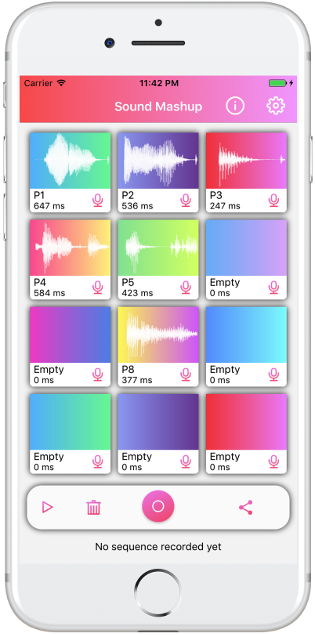 Carrier 11:42 PM
Sound Mashup
P1 P2 P3
647 ms 536 ms 247 ms
P4 P5 Empty
584 ms 423 ms 0 ms
Empty P8 Empty
0 ms 377 ms 0 ms
Empty Empty Empty
0 ms 0 ms 0 ms
No sequence recorded yet